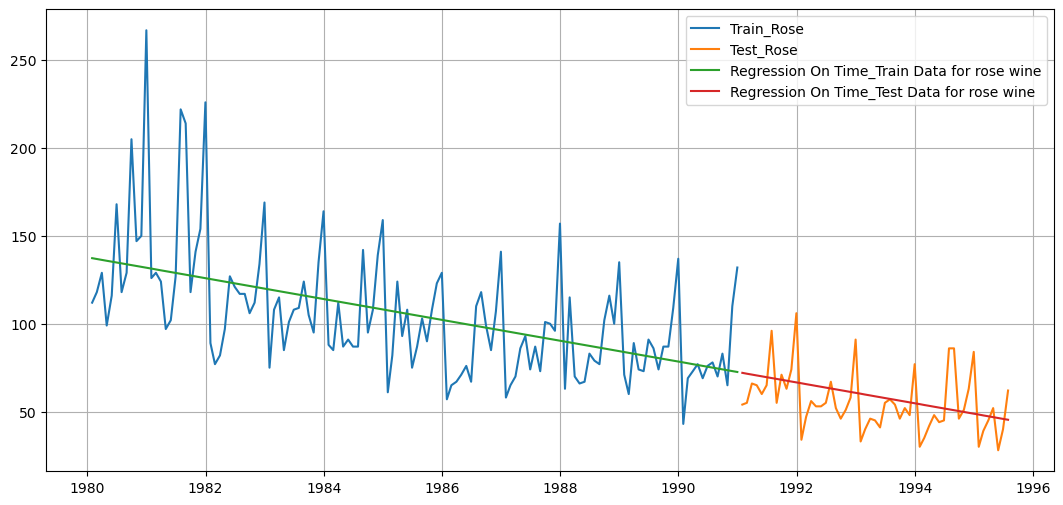 Train_Rose
Test_Rose
Regression On Time_Train Data for rose wine
Regression On Time_Test Data for rose wine
250
200
150
100
50
1980 1982 1984 1986 1988 1990 1992 1994 1996